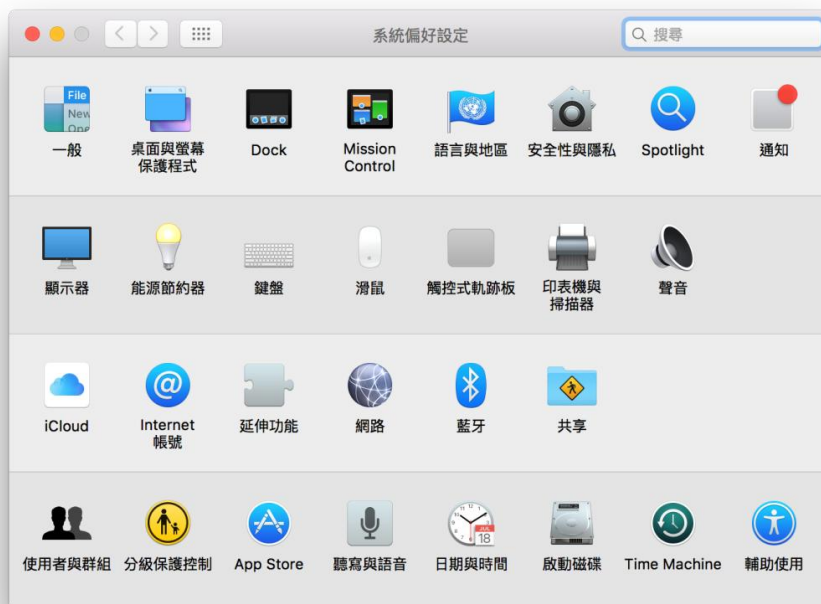 系統偏好設定
搜尋
File
New
Ope
一般
桌面與螢幕
保護程式
Dock
Mission
Control
語言與地區
安全性與隱私
Spotlight
通知
顯示器
能源節約器
鍵盤
滑鼠
觸控式軌跡板
印表機與
掃描器
聲音
iCloud
@
Internet
帳號
延伸功能
網路
藍牙
共享
使用者與群組
分級保護控制
App Store
聽寫與語音
JUL
18
日期與時間
啟動磁碟
Time Machine
輔助使用